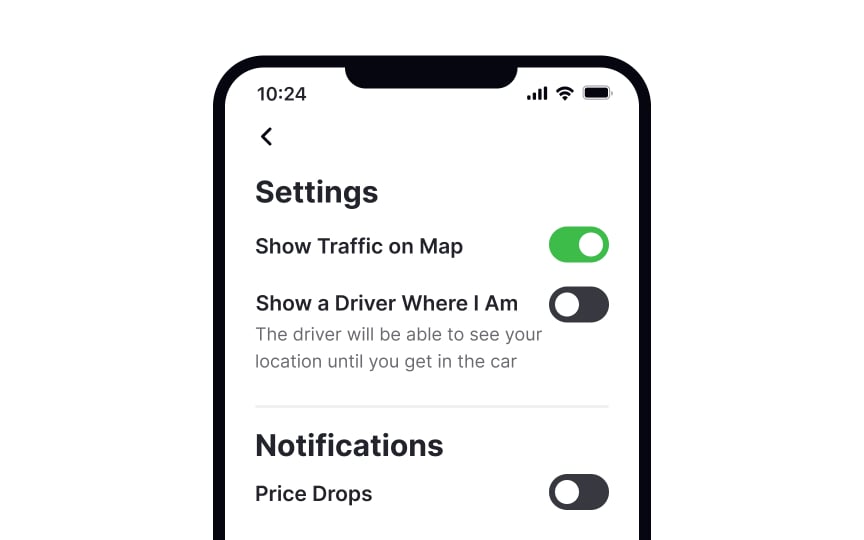 10:24
Settings
Show Traffic on Map
Show a Driver Where I Am
The driver will be able to see your
location until you get in the car
Notifications
Price Drops